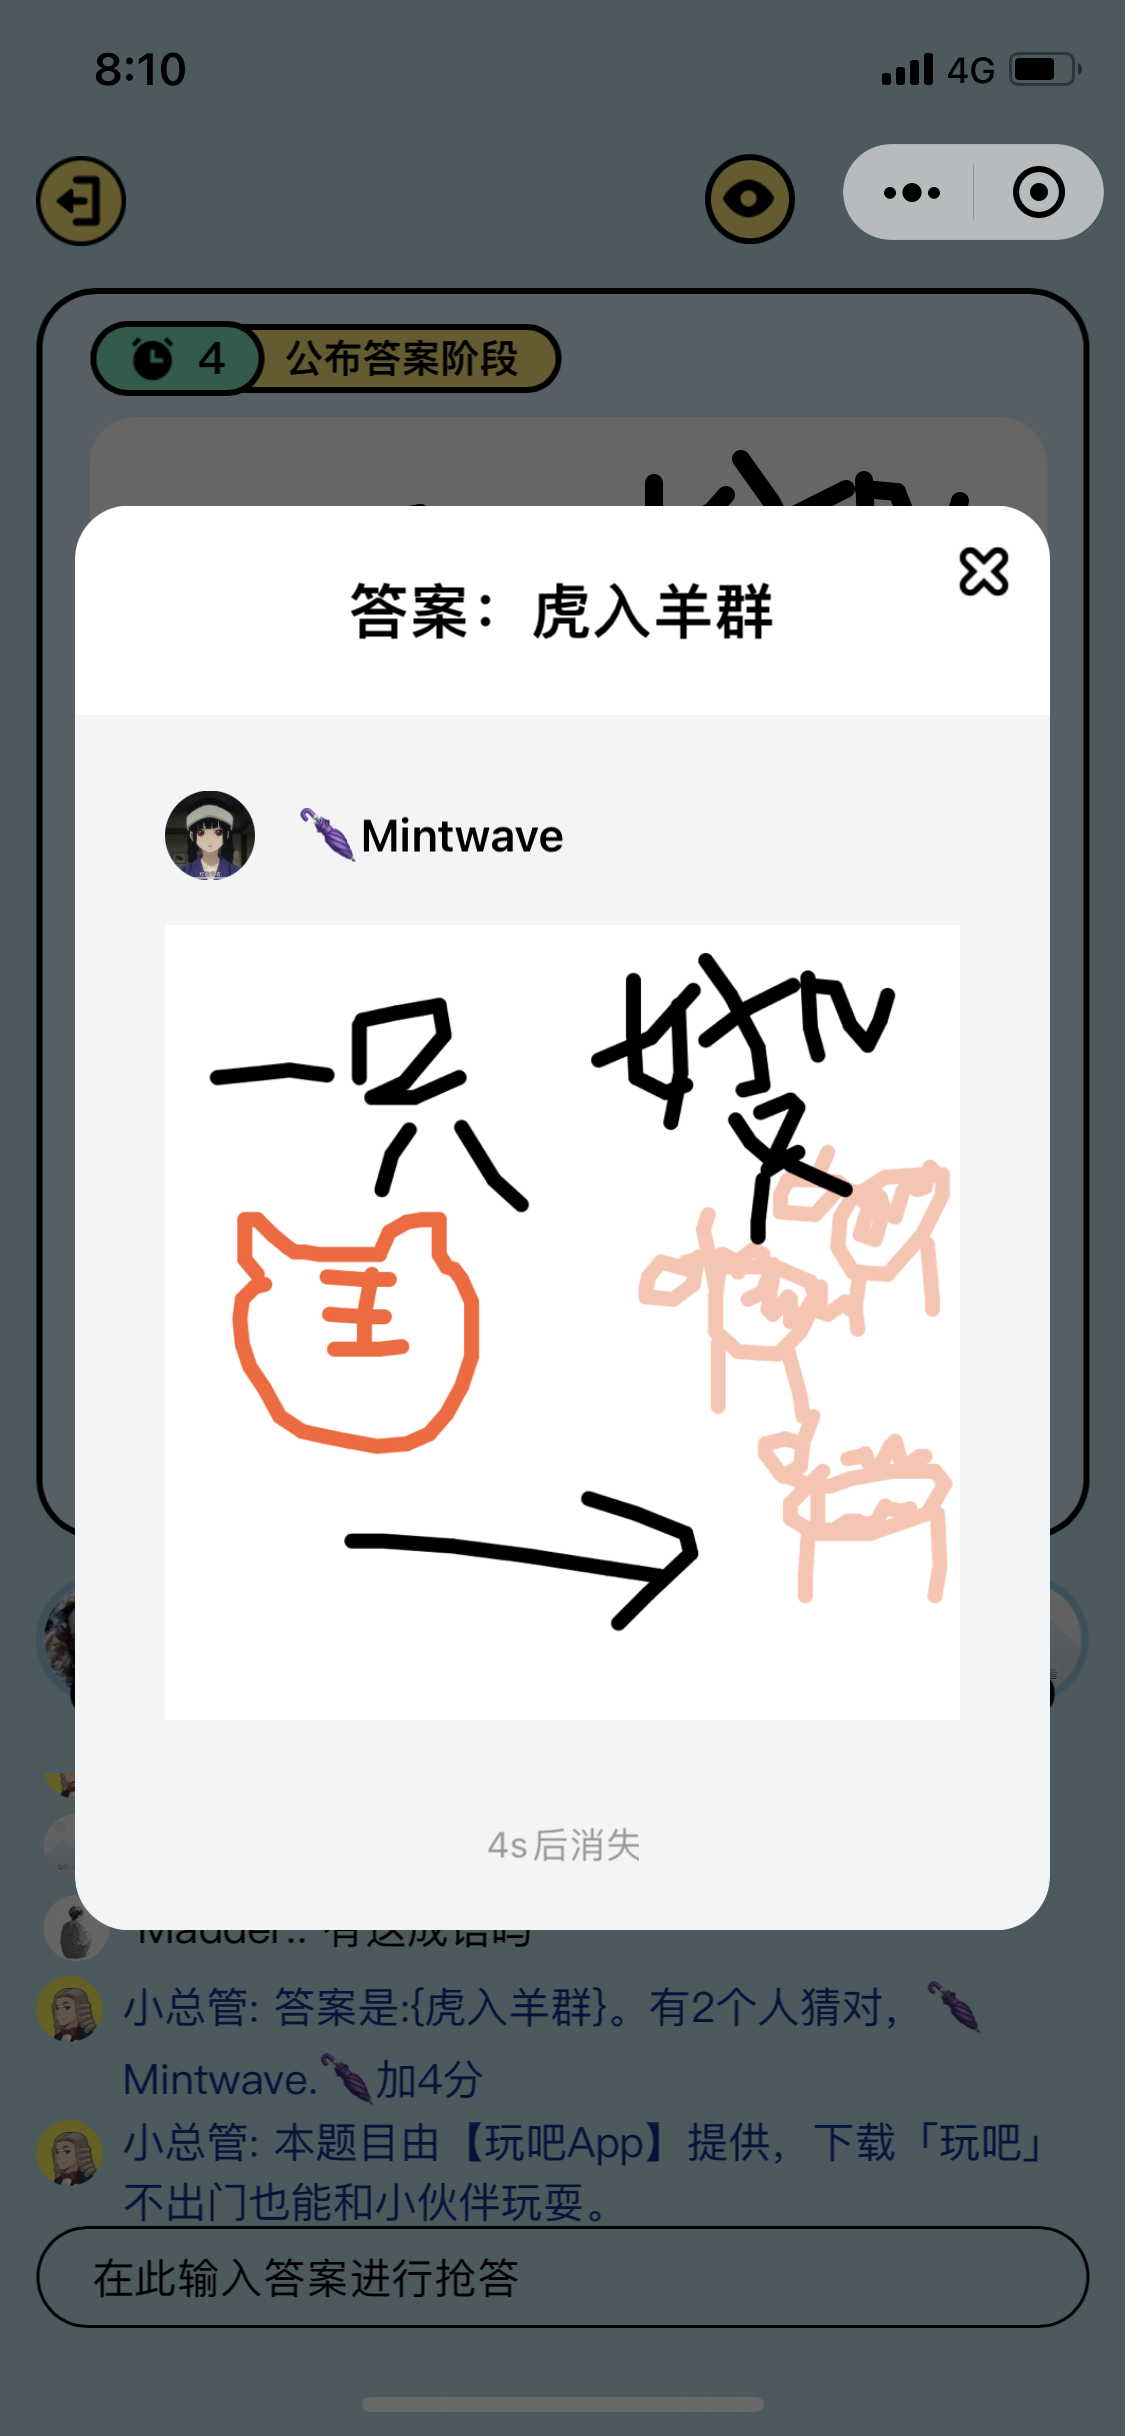 8:10
4G
4 公布答案阶段
答案：虎入羊群
Mintwave
一只
王
4s后消失
Madder.. 有这成语吗
小总管: 答案是:{虎入羊群}。有2个人猜对，
Mintwave.加4分
小总管: 本题目由【玩吧App】提供，下载「玩吧」
不出门也能和小伙伴玩耍。
在此输入答案进行抢答